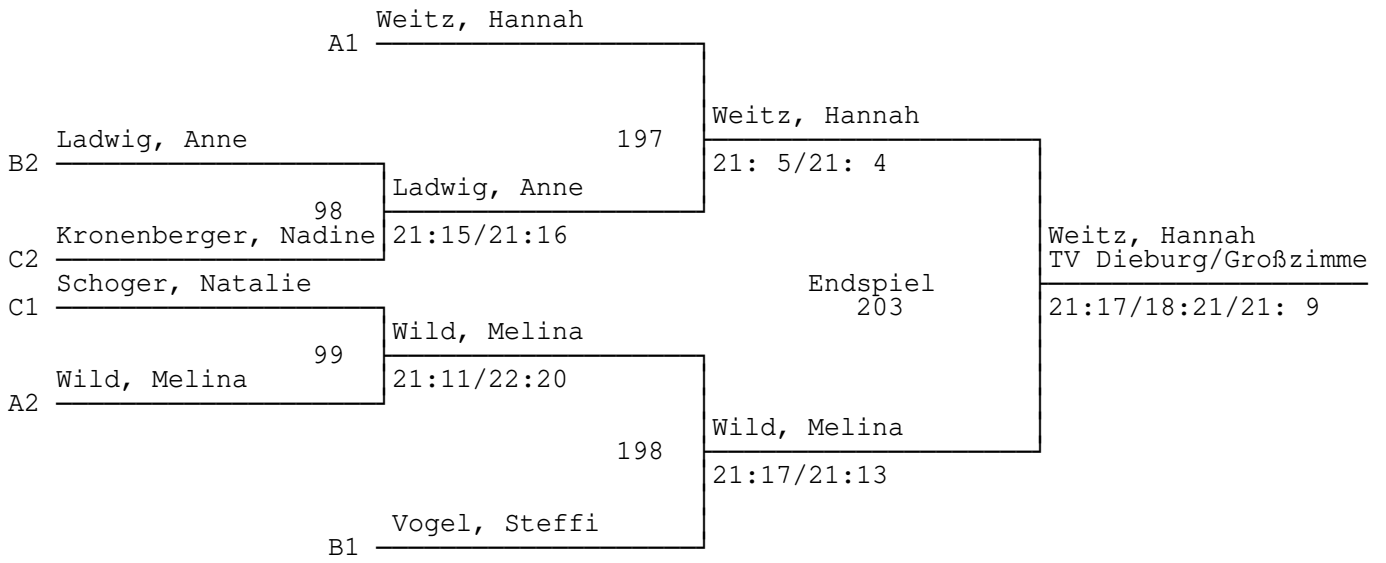 Weitz, Hannah
A1
Weitz, Hannah
Ladwig, Anne
197
B2
21: 5/21: 4
Ladwig, Anne
98
Kronenberger, Nadine
21:15/21:16
Weitz, Hannah
C2
TV Dieburg/Großzimme
Schoger, Natalie
Endspiel
C1
203
21:17/18:21/21: 9
Wild, Melina
99
Wild, Melina
21:11/22:20
A2
Wild, Melina
198
21:17/21:13
Vogel, Steffi
B1